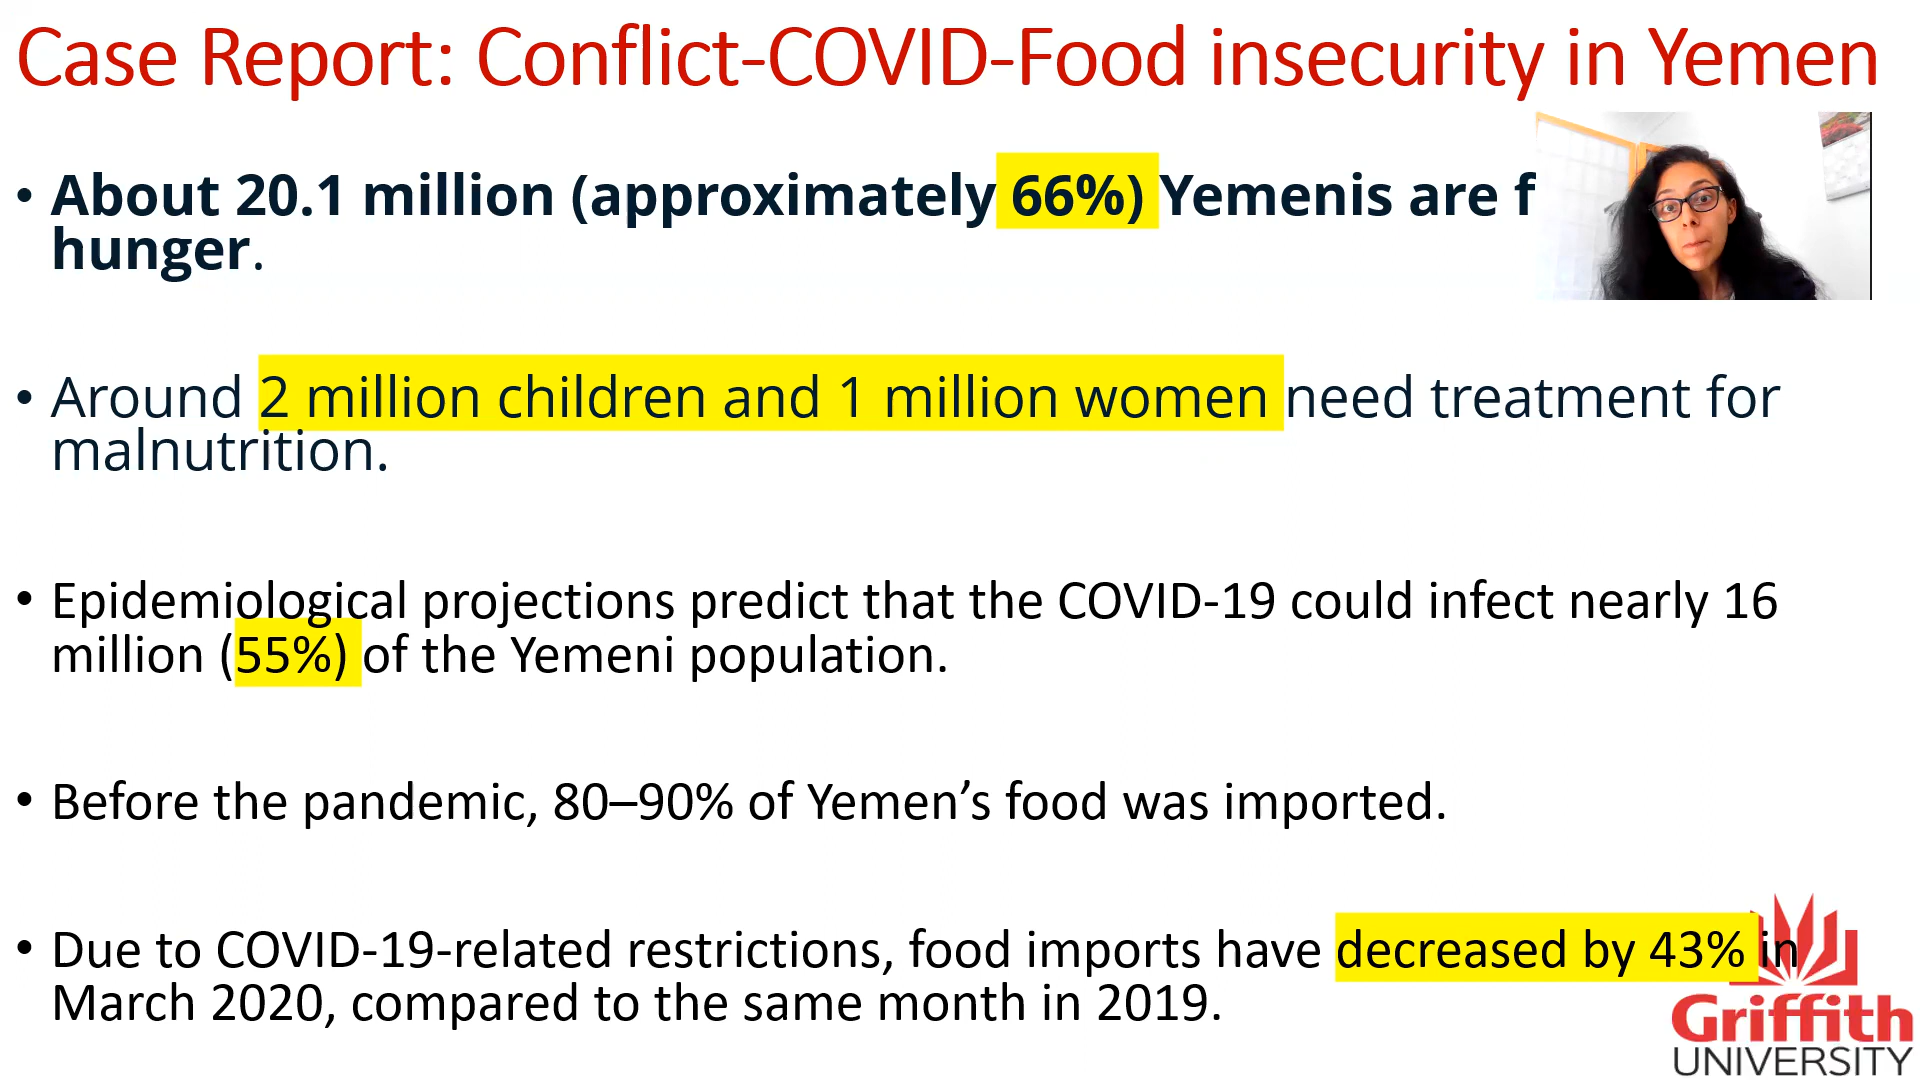 Case Report: Conflict-COVID-Food insecurity in Yemen
• About 20.1 million (approximately 66%) Yemenis are
hunger.
• Around 2 million children and 1 million women need treatment for
malnutrition.
• Epidemiological projections predict that the COVID-19 could infect nearly 16
million (55%) of the Yemeni population.
• Before the pandemic, 80–90% of Yemen’s food was imported.
• Due to COVID-19-related restrictions, food imports have decreased by 43% in
March 2020, compared to the same month in 2019.
Griffith
UNIVERSITY